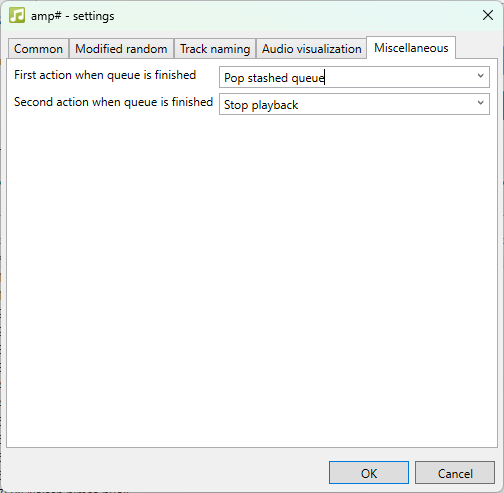 amp# - settings
Common Modified random Track naming Audio visualization Miscellaneous
First action when queue is finished Pop stashed queue
Second action when queue is finished Stop playback
OK Cancel